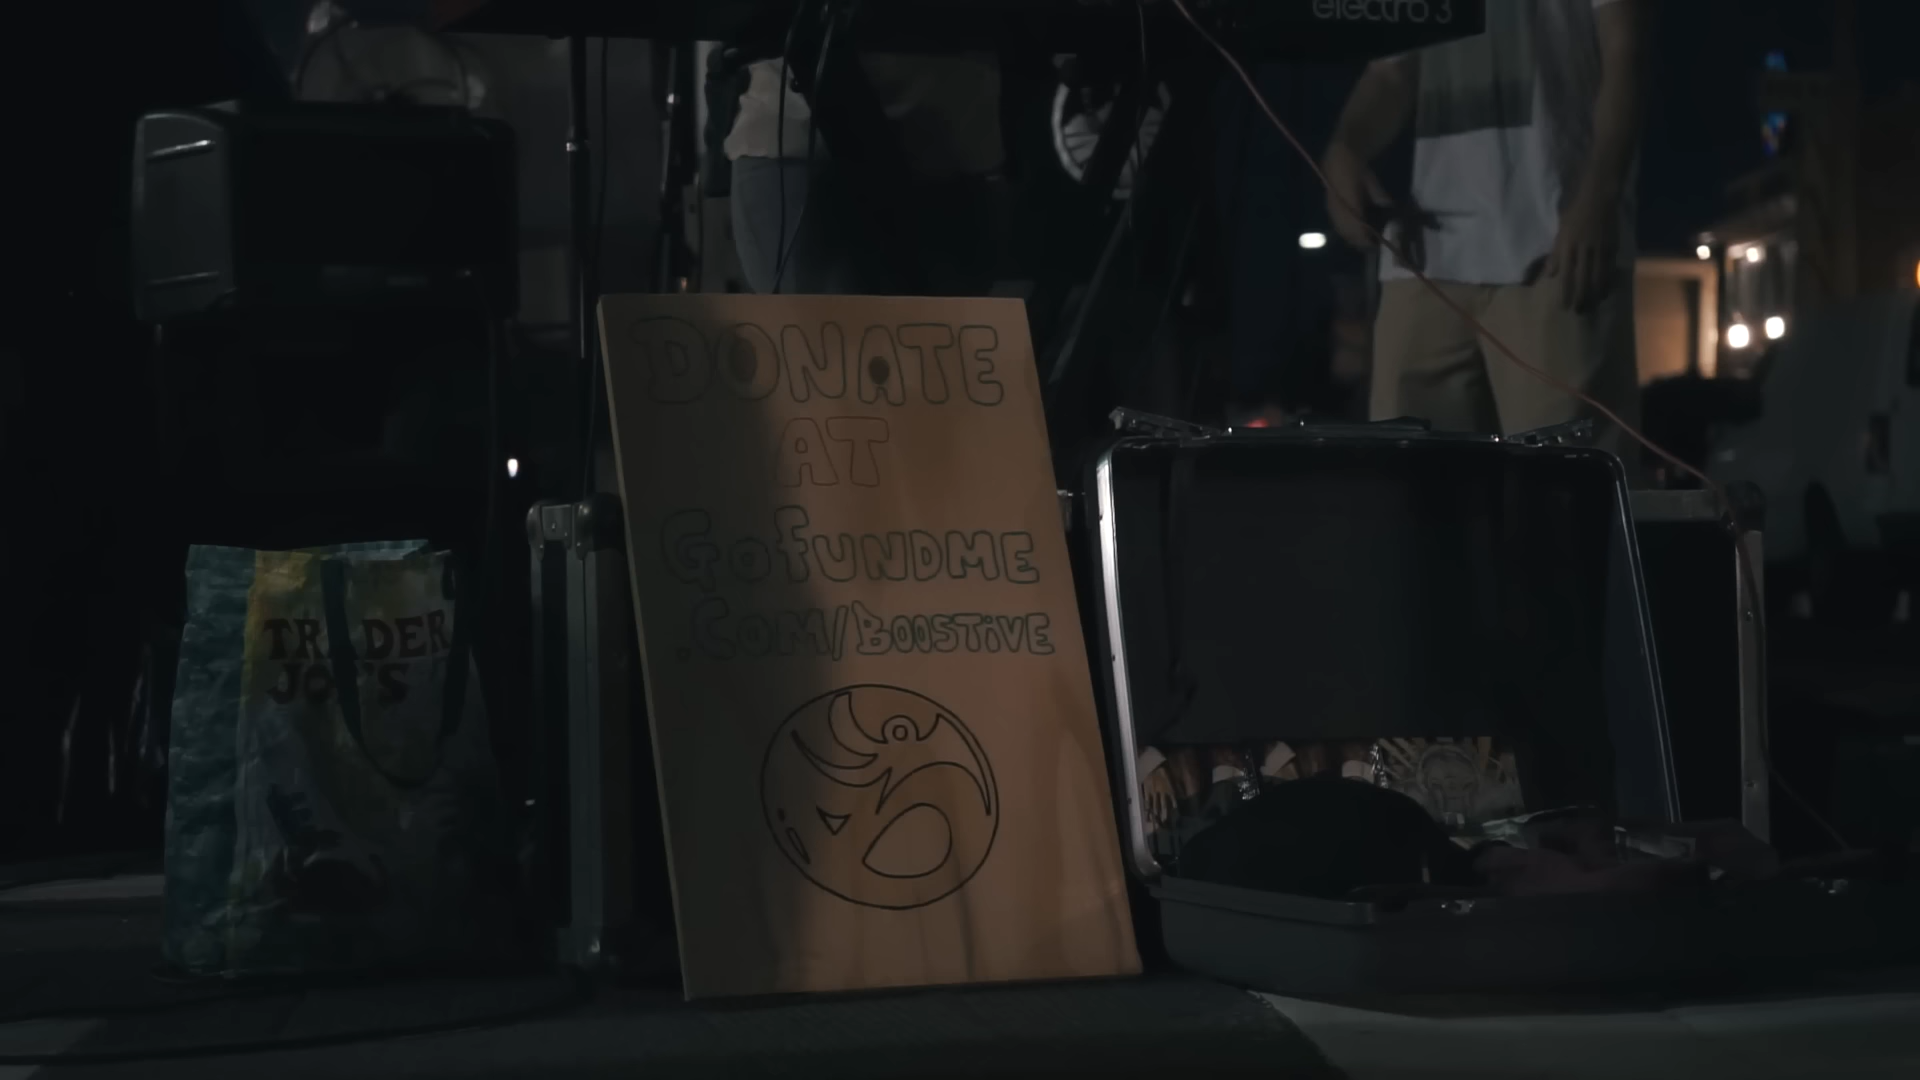 electro 3
DONATE
AT
GofUNDME
.COM/BOOSTiVE
TRADER
JOE'S